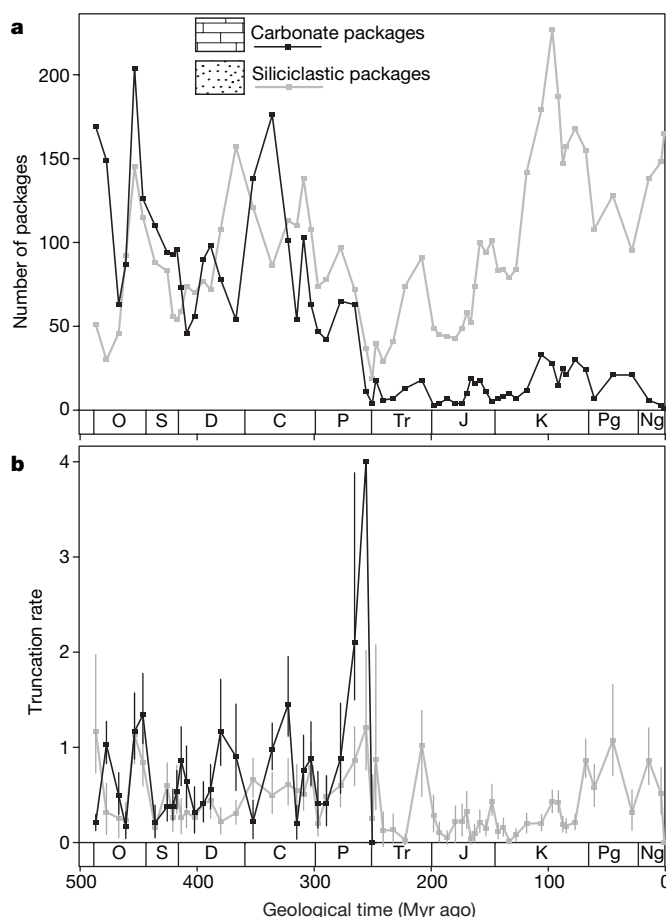 a
Carbonate packages
Siliciclastic packages
Number of packages
200
150
100
50
0
O S D C P Tr J K Pg Ng
b
Truncation rate
4
3
2
1
0
O S D C P Tr J K Pg Ng
500 400 300 200 100 0
Geological time (Myr ago)